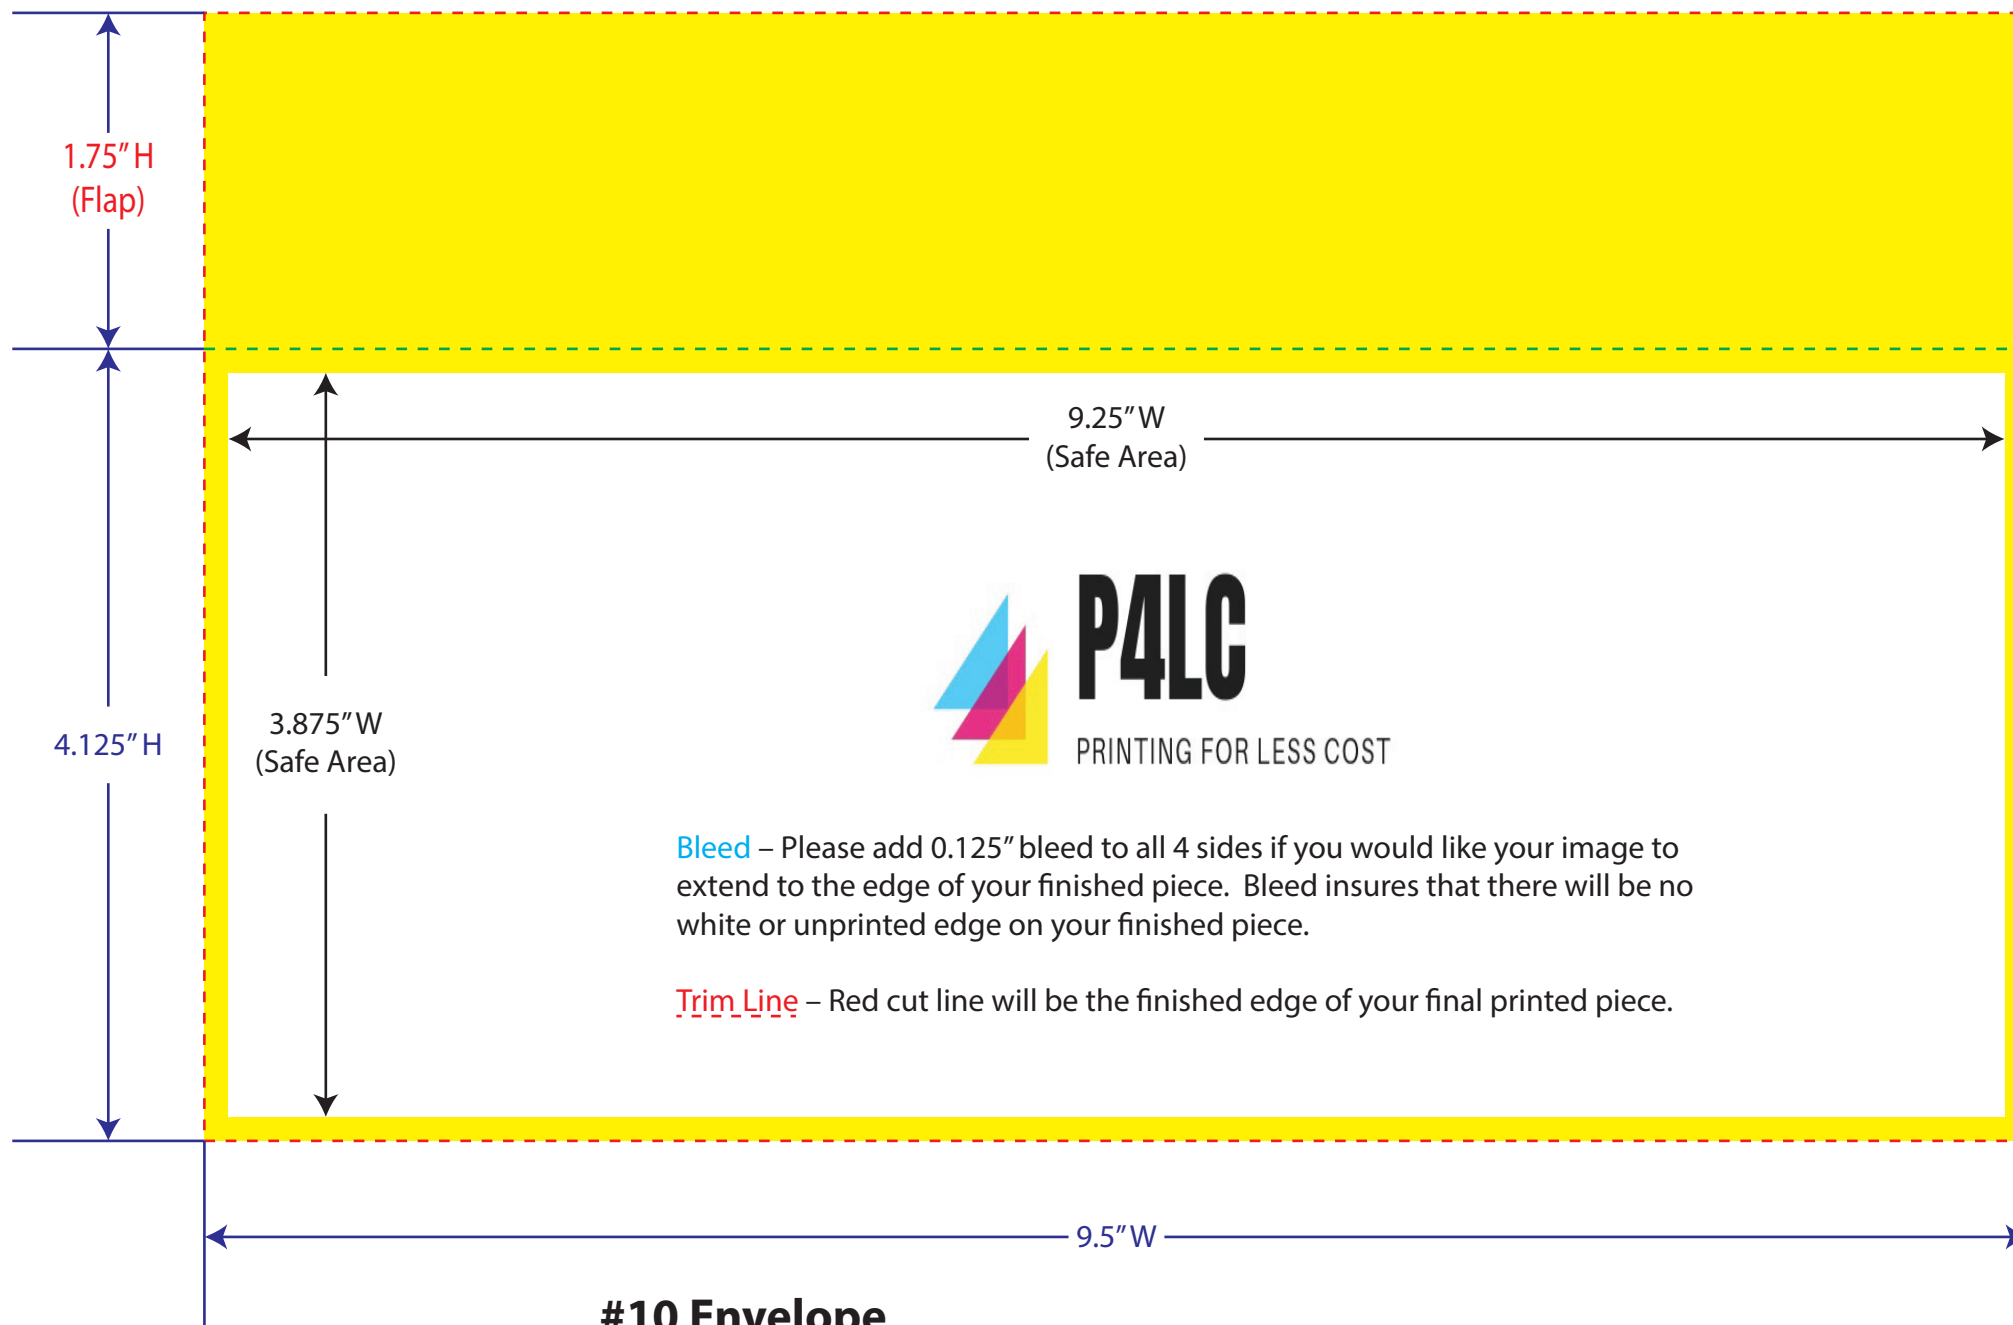 1.75" H
(Flap)
9.25" W
(Safe Area)
P4LC
PRINTING FOR LESS COST
3.875" W
(Safe Area)
4.125" H
Bleed – Please add 0.125" bleed to all 4 sides if you would like your image to
extend to the edge of your finished piece.  Bleed insures that there will be no
white or unprinted edge on your finished piece.
Trim Line – Red cut line will be the finished edge of your final printed piece.
9.5" W
#10 Envelope